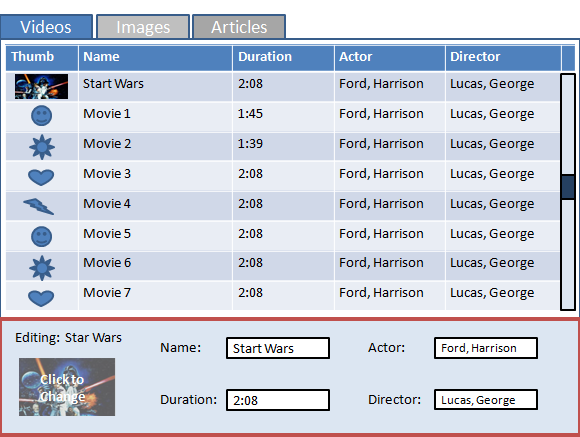 Videos Images Articles
Thumb Name Duration Actor Director
Start Wars 2:08 Ford, Harrison Lucas, George
Movie 1 1:45 Ford, Harrison Lucas, George
Movie 2 1:39 Ford, Harrison Lucas, George
Movie 3 2:08 Ford, Harrison Lucas, George
Movie 4 2:08 Ford, Harrison Lucas, George
Movie 5 2:08 Ford, Harrison Lucas, George
Movie 6 2:08 Ford, Harrison Lucas, George
Movie 7 2:08 Ford, Harrison Lucas, George
Editing: Star Wars
Name: Start Wars Actor: Ford, Harrison
Click to
Change
Duration: 2:08 Director: Lucas, George